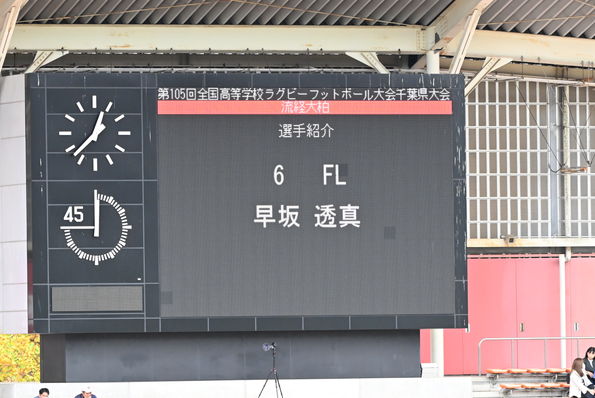 第105回全国高等学校ラグビーフットボール大会千葉県大会
流経大柏
選手紹介
6 FL
早坂 透真
45